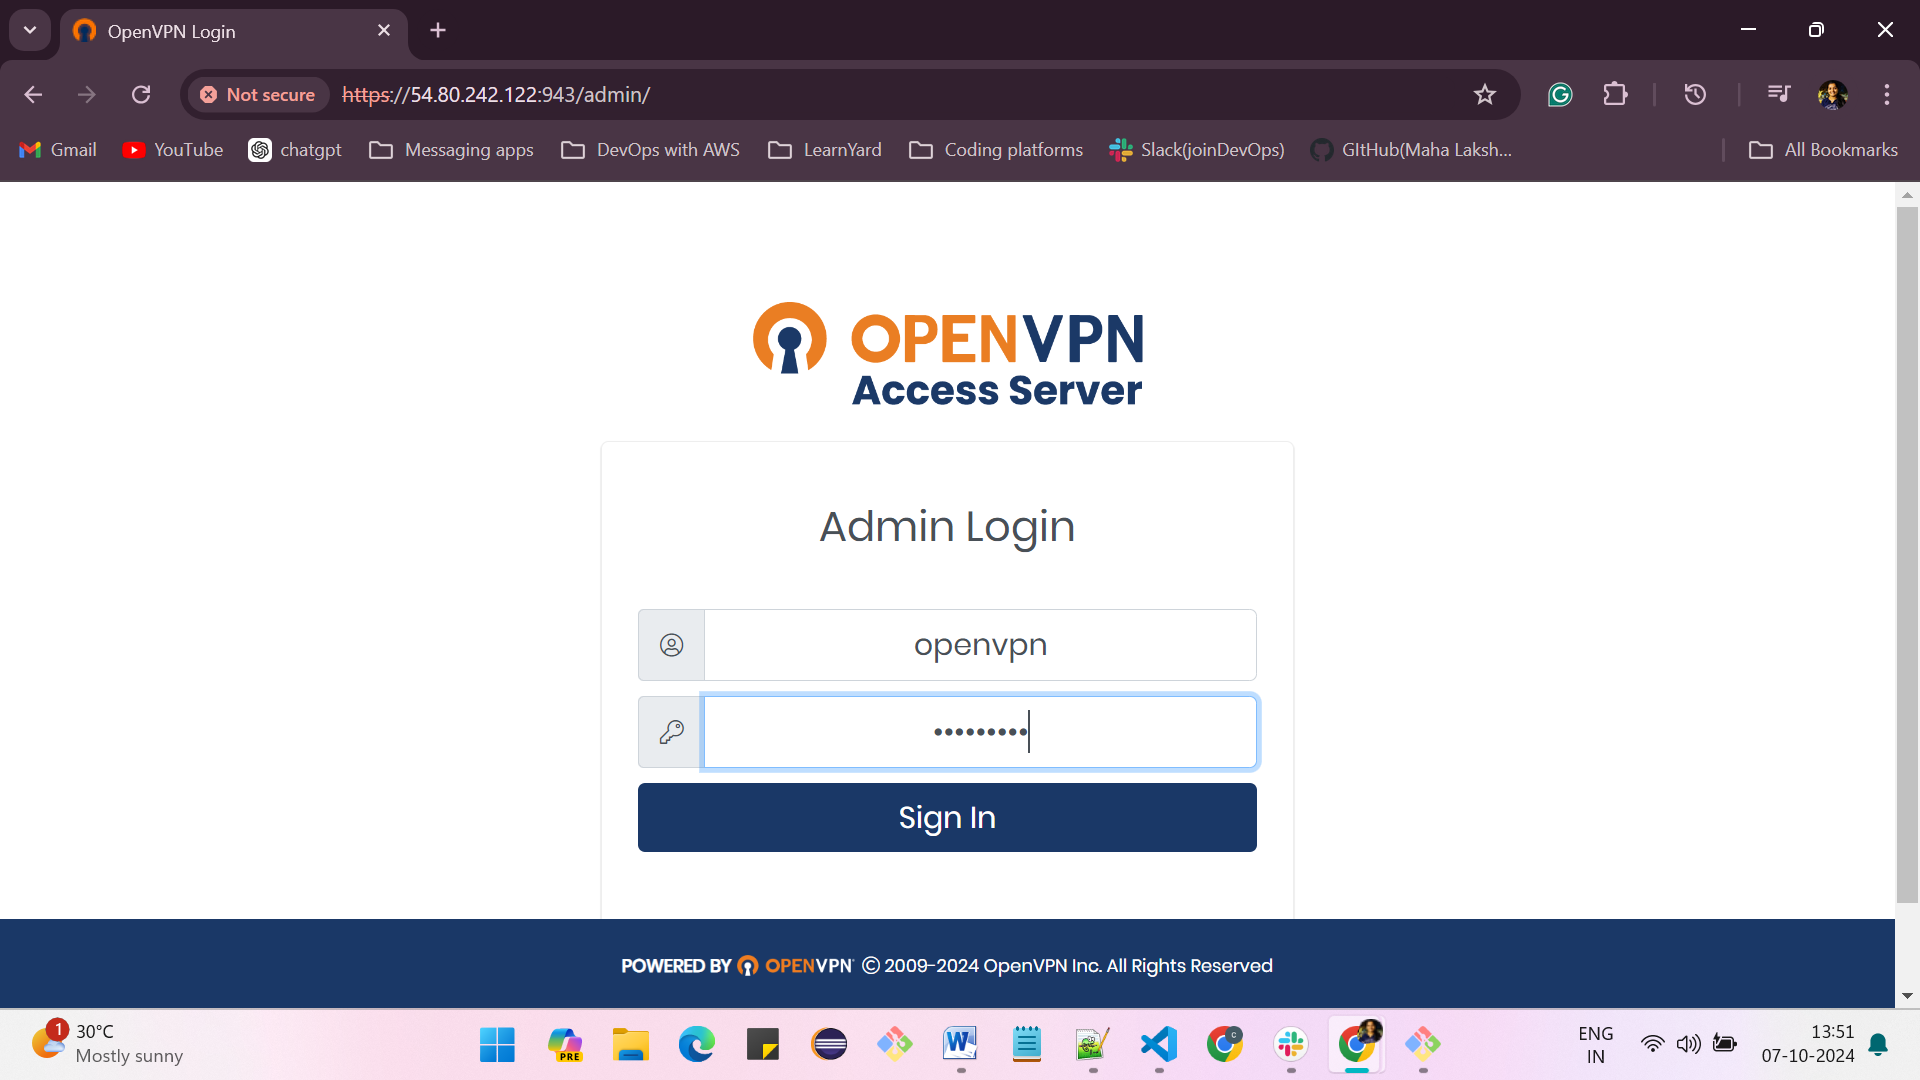 OpenVPN Login
Not secure https://54.80.242.122:943/admin/
Gmail YouTube chatgpt Messaging apps DevOps with AWS LearnYard Coding platforms Slack(joinDevOps) GItHub(Maha Laksh... All Bookmarks
OPENVPN
Access Server
Admin Login
openvpn
•••••••••
Sign In
POWERED BY OPENVPN © 2009-2024 OpenVPN Inc. All Rights Reserved
1 30°C
Mostly sunny
PRE
W
C
ENG
IN
13:51
07-10-2024